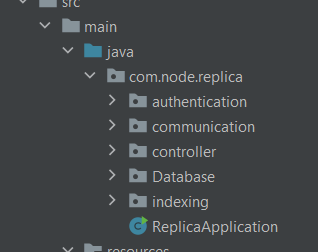 src
main
java
com.node.replica
authentication
communication
controller
Database
indexing
ReplicaApplication
resources